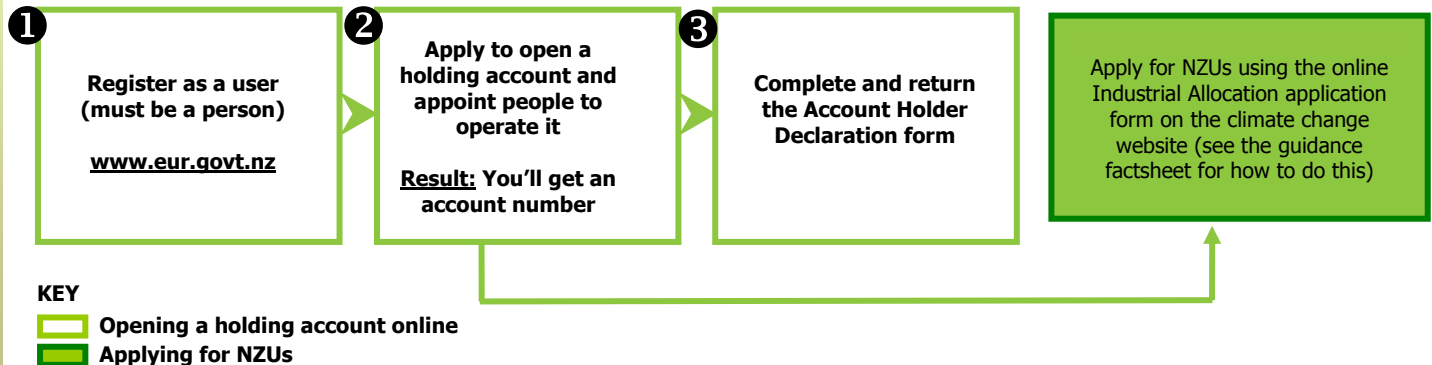 ❶
Register as a user
(must be a person)
www.eur.govt.nz
❷
Apply to open a
holding account and
appoint people to
operate it
Result: You’ll get an
account number
❸
Complete and return
the Account Holder
Declaration form
Apply for NZUs using the online
Industrial Allocation application
form on the climate change
website (see the guidance
factsheet for how to do this)
KEY
Opening a holding account online
Applying for NZUs